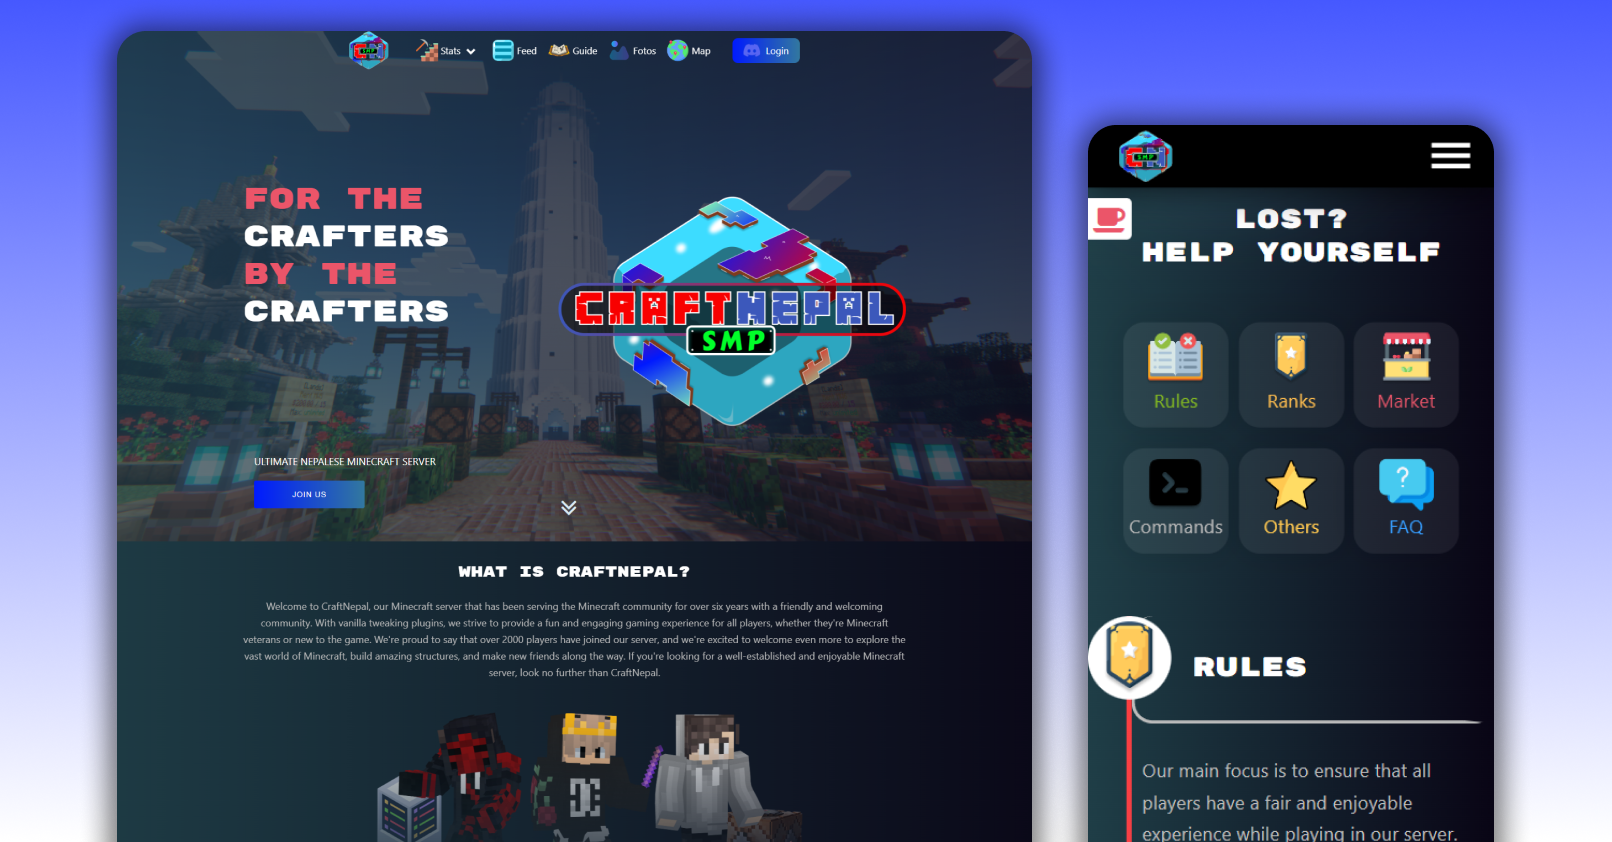 Stats
Feed
Guide
Fotos
Map
Login
FOR THE
CRAFTERS
BY THE
CRAFTERS
CRAFTNEPAL
SMP
ULTIMATE NEPALESE MINECRAFT SERVER
JOIN US
WHAT IS CRAFTNEPAL?
Welcome to CraftNepal, our Minecraft server that has been serving the Minecraft community for over six years with a friendly and welcoming
community. With vanilla tweaking plugins, we strive to provide a fun and engaging gaming experience for all players, whether they're Minecraft
veterans or new to the game. We're proud to say that over 2000 players have joined our server, and we're excited to welcome even more to explore the
vast world of Minecraft, build amazing structures, and make new friends along the way. If you're looking for a well-established and enjoyable Minecraft
server, look no further than CraftNepal.
CN
SMP
LOST?
HELP YOURSELF
Rules
Ranks
Market
Commands
Others
FAQ
RULES
Our main focus is to ensure that all
players have a fair and enjoyable
experience while playing in our server.